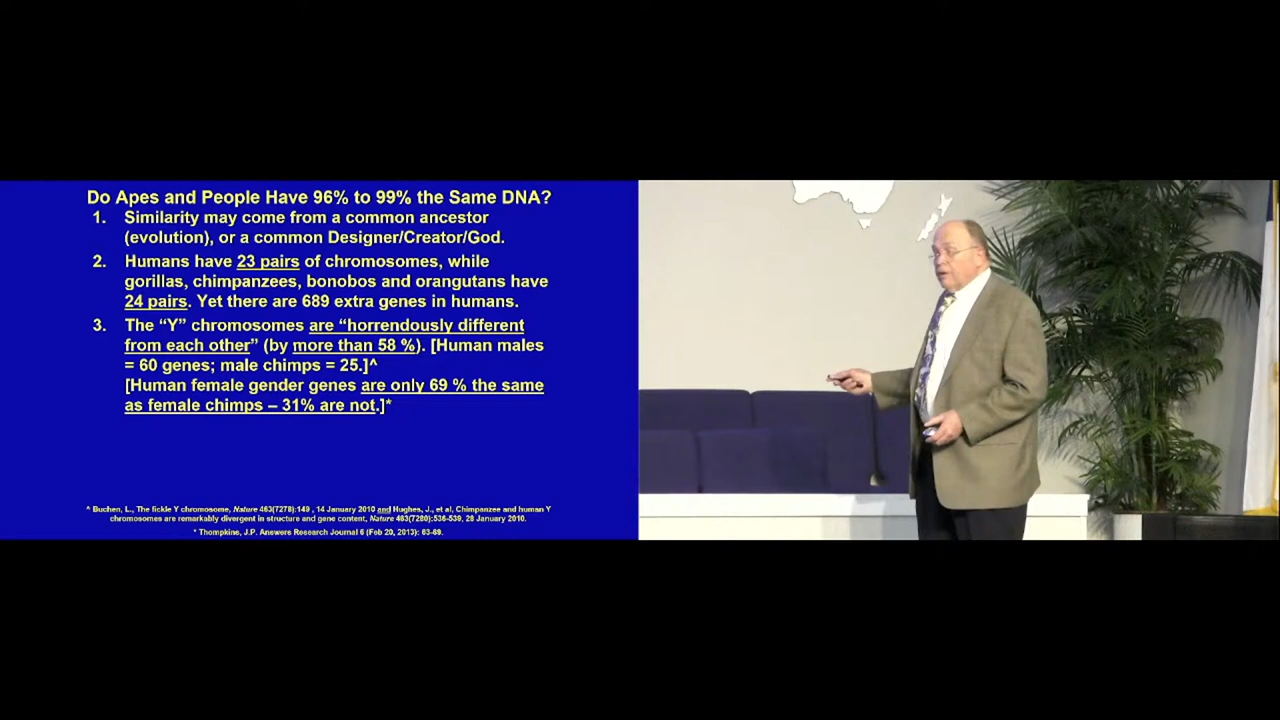 Do Apes and People Have 96% to 99% the Same DNA?
1. Similarity may come from a common ancestor
(evolution), or a common Designer/Creator/God.
2. Humans have 23 pairs of chromosomes, while
gorillas, chimpanzees, bonobos and orangutans have
24 pairs. Yet there are 689 extra genes in humans.
3. The “Y” chromosomes are “horrendously different
from each other” (by more than 58 %). [Human males
= 60 genes; male chimps = 25.]^
[Human female gender genes are only 69 % the same
as female chimps – 31% are not.]*
^ Buchen, L., The fickle Y chromosome, Nature 463(7278):149 , 14 January 2010 and Hughes, J., et al, Chimpanzee and human Y
chromosomes are remarkably divergent in structure and gene content, Nature 463(7280):536-539, 28 January 2010.
* Thompkins, J.P. Answers Research Journal 6 (Feb 20, 2013): 63-69.